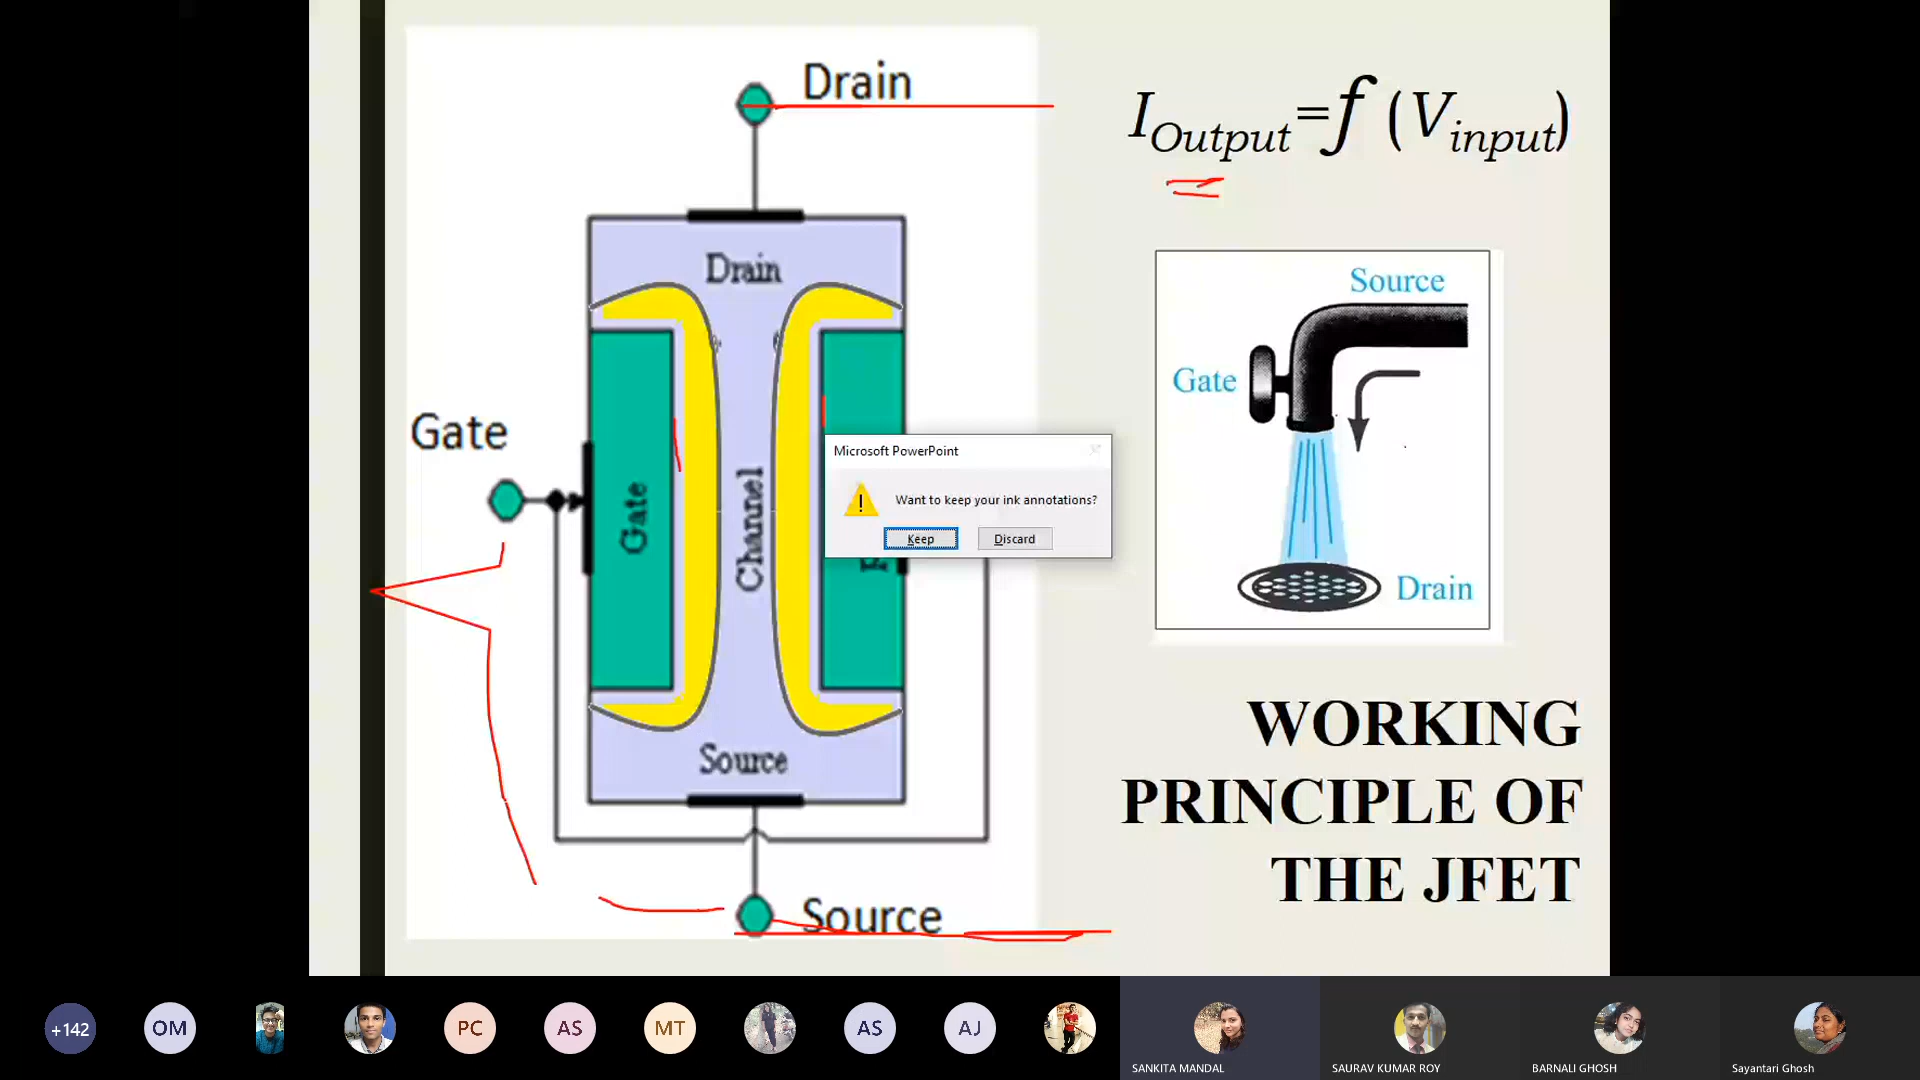 Drain
I_Output=f (V_input)
Drain
Source
Gate
Gate
Gate
Channel
Microsoft PowerPoint
Want to keep your ink annotations?
Keep
Discard
Drain
Source
WORKING
PRINCIPLE OF
THE JFET
Source
+142
OM
PC
AS
MT
AS
AJ
SANKITA MANDAL
SAURAV KUMAR ROY
BARNALI GHOSH
Sayantari Ghosh